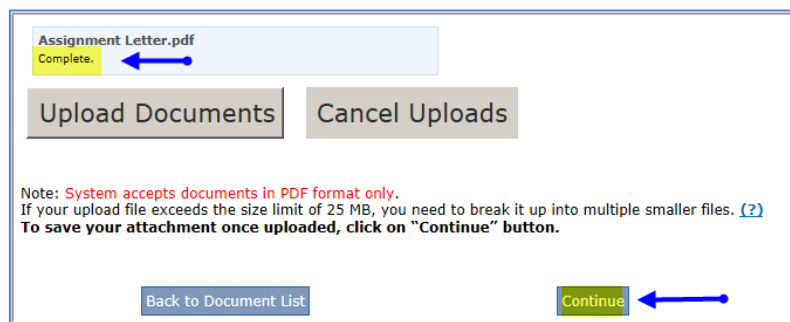 Assignment Letter.pdf
Complete.
Upload Documents
Cancel Uploads
Note: System accepts documents in PDF format only.
If your upload file exceeds the size limit of 25 MB, you need to break it up into multiple smaller files. (?)
To save your attachment once uploaded, click on “Continue” button.
Back to Document List
Continue